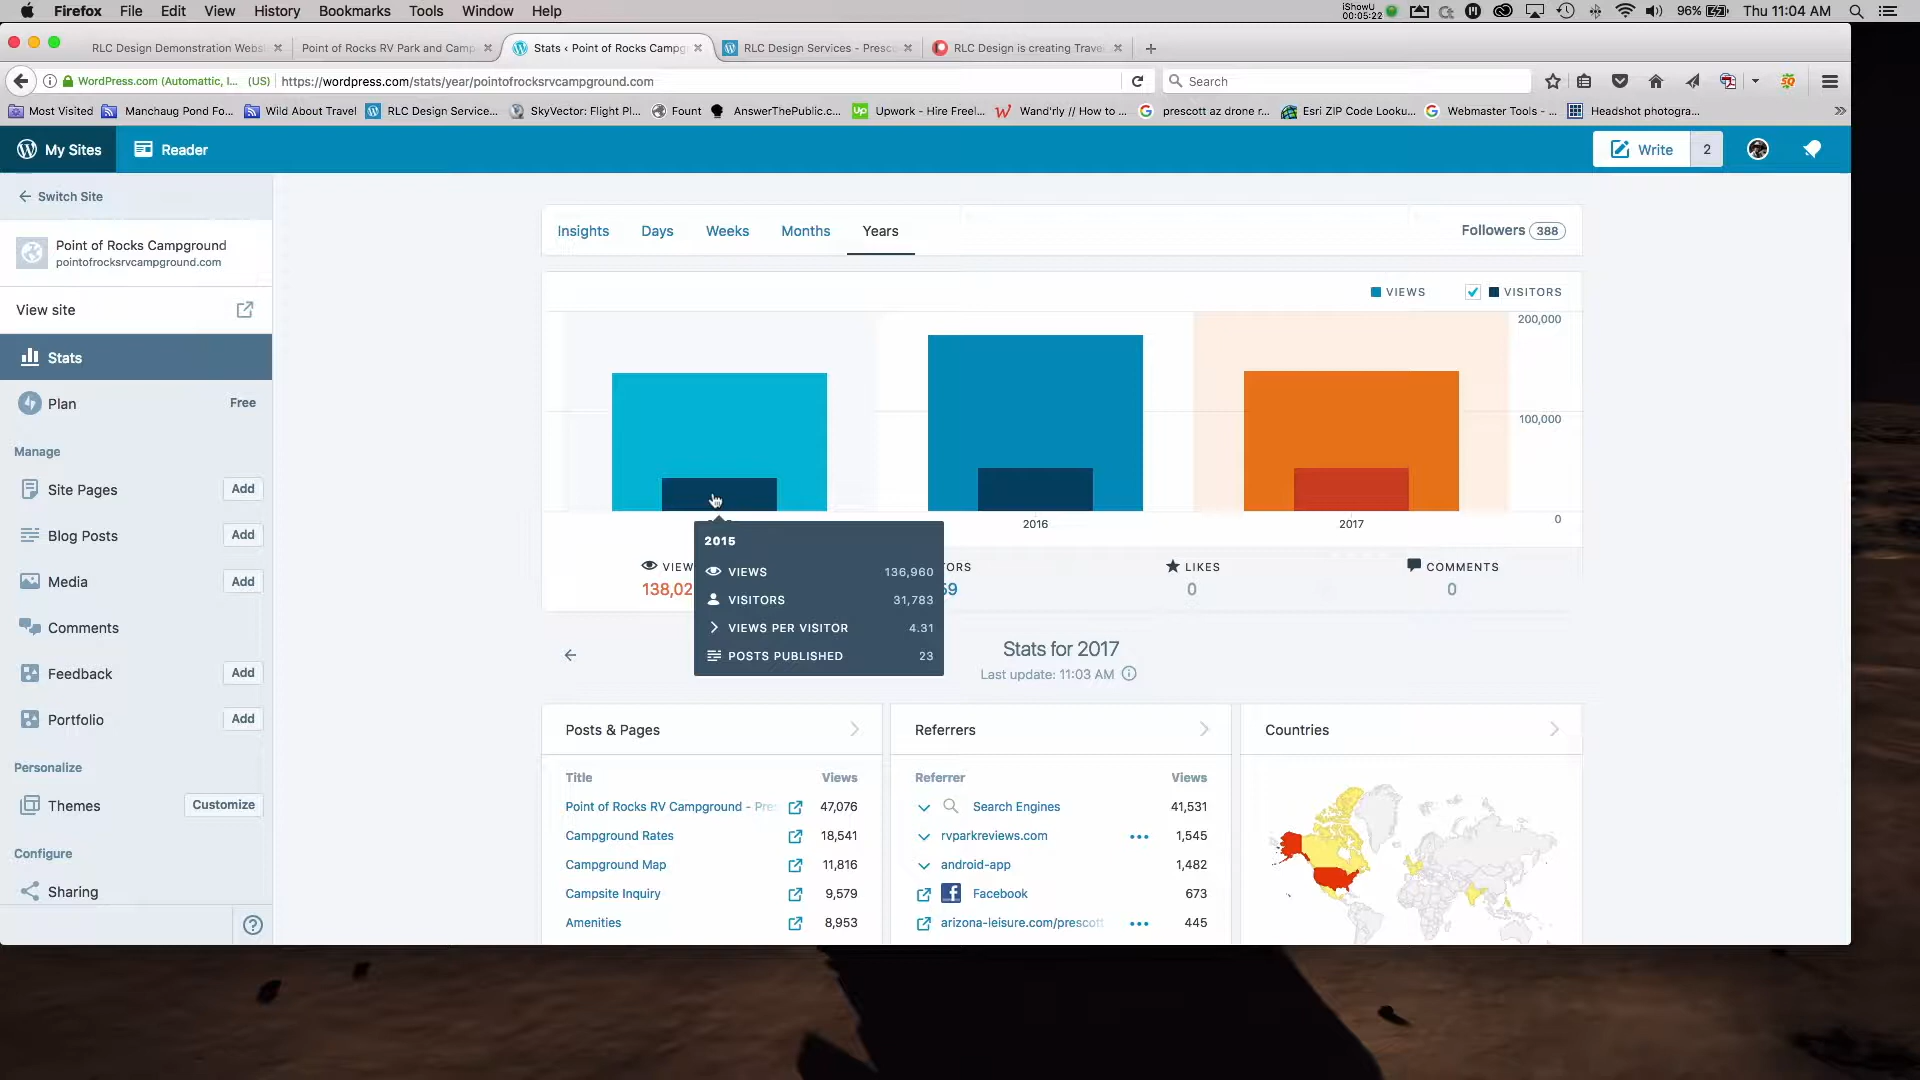 Firefox File Edit View History Bookmarks Tools Window Help iShowU 00:05:22 96% Thu 11:04 AM
RLC Design Demonstration Webs Point of Rocks RV Park and Camp Stats ‹ Point of Rocks Campg RLC Design Services - Presc RLC Design is creating Trave
WordPress.com (Automattic, I... (US) https://wordpress.com/stats/year/pointofrocksrvcampground.com Search
Most Visited Manchaug Pond Fo... Wild About Travel RLC Design Service... SkyVector: Flight Pl... Fount AnswerThePublic.c... Upwork - Hire Freel... Wand'rly // How to ... prescott az drone r... Esri ZIP Code Looku... Webmaster Tools - ... Headshot photogra...
My Sites Reader Write 2
Switch Site
Point of Rocks Campground
pointofrocksrvcampground.com
View site
Stats
Plan Free
Manage
Site Pages Add
Blog Posts Add
Media Add
Comments
Feedback Add
Portfolio Add
Personalize
Themes Customize
Configure
Sharing
Insights Days Weeks Months Years Followers 388
VIEWS VISITORS
200,000
100,000
0
2016 2017
2015
VIEWS 136,960
VISITORS 31,783
VIEWS PER VISITOR 4.31
POSTS PUBLISHED 23
VIEW TORS LIKES COMMENTS
138,02 59 0 0
Stats for 2017
Last update: 11:03 AM
Posts & Pages
Title Views
Point of Rocks RV Campground - Pres 47,076
Campground Rates 18,541
Campground Map 11,816
Campsite Inquiry 9,579
Amenities 8,953
Referrers
Referrer Views
Search Engines 41,531
rvparkreviews.com 1,545
android-app 1,482
Facebook 673
arizona-leisure.com/prescott 445
Countries